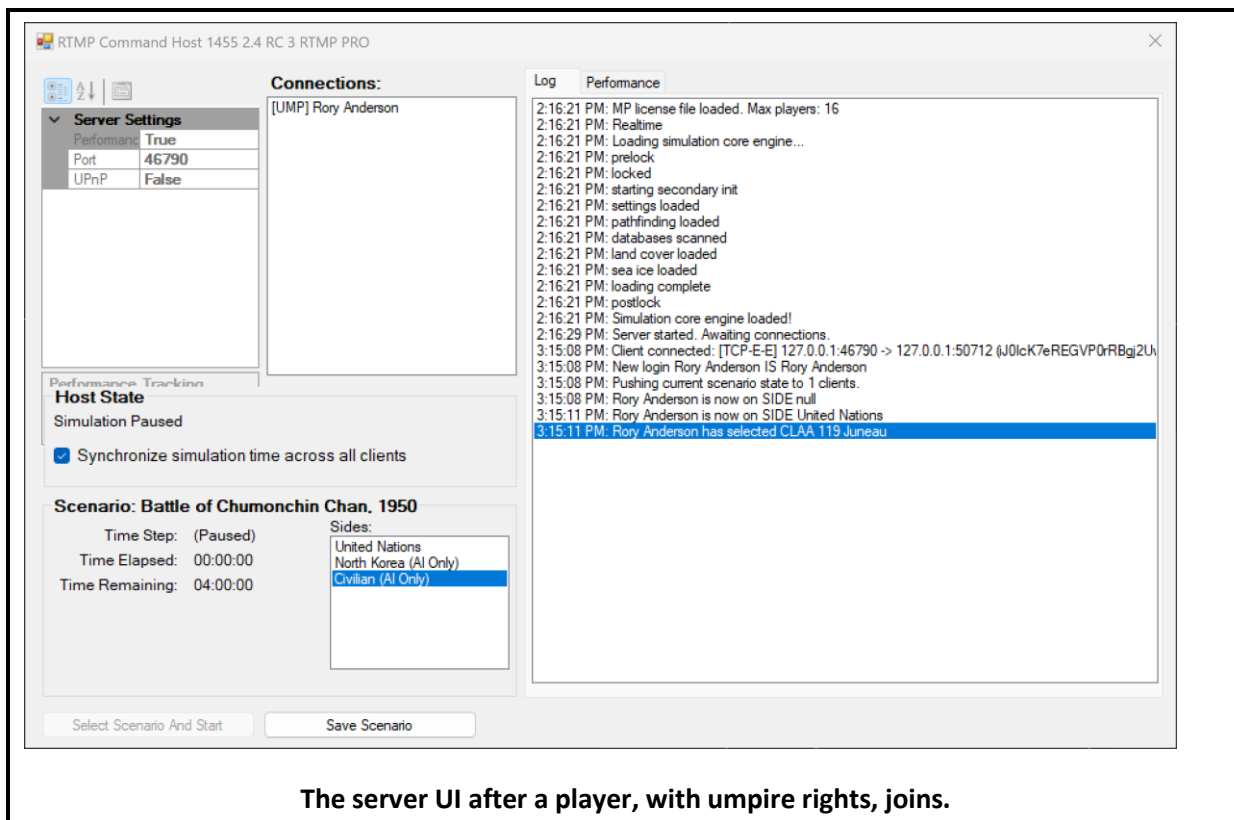 RTMP Command Host 1455 2.4 RC 3 RTMP PRO
Connections:
[UMP] Rory Anderson
Server Settings
Performanc True
Port 46790
UPnP False
Performance Tracking
Host State
Simulation Paused
Synchronize simulation time across all clients
Scenario: Battle of Chumonchin Chan, 1950
Time Step: (Paused)
Time Elapsed: 00:00:00
Time Remaining: 04:00:00
Sides:
United Nations
North Korea (AI Only)
Civilian (AI Only)
Select Scenario And Start
Save Scenario
Log Performance
2:16:21 PM: MP license file loaded. Max players: 16
2:16:21 PM: Realtime
2:16:21 PM: Loading simulation core engine...
2:16:21 PM: prelock
2:16:21 PM: locked
2:16:21 PM: starting secondary init
2:16:21 PM: settings loaded
2:16:21 PM: pathfinding loaded
2:16:21 PM: databases scanned
2:16:21 PM: land cover loaded
2:16:21 PM: sea ice loaded
2:16:21 PM: loading complete
2:16:21 PM: postlock
2:16:21 PM: Simulation core engine loaded!
2:16:29 PM: Server started. Awaiting connections.
3:15:08 PM: Client connected: [TCP-E-E] 127.0.0.1:46790 -> 127.0.0.1:50712
3:15:08 PM: New login Rory Anderson IS Rory Anderson
3:15:08 PM: Pushing current scenario state to 1 clients.
3:15:08 PM: Rory Anderson is now on SIDE null
3:15:11 PM: Rory Anderson is now on SIDE United Nations
3:15:11 PM: Rory Anderson has selected CLAA 119 Juneau
The server UI after a player, with umpire rights, joins.